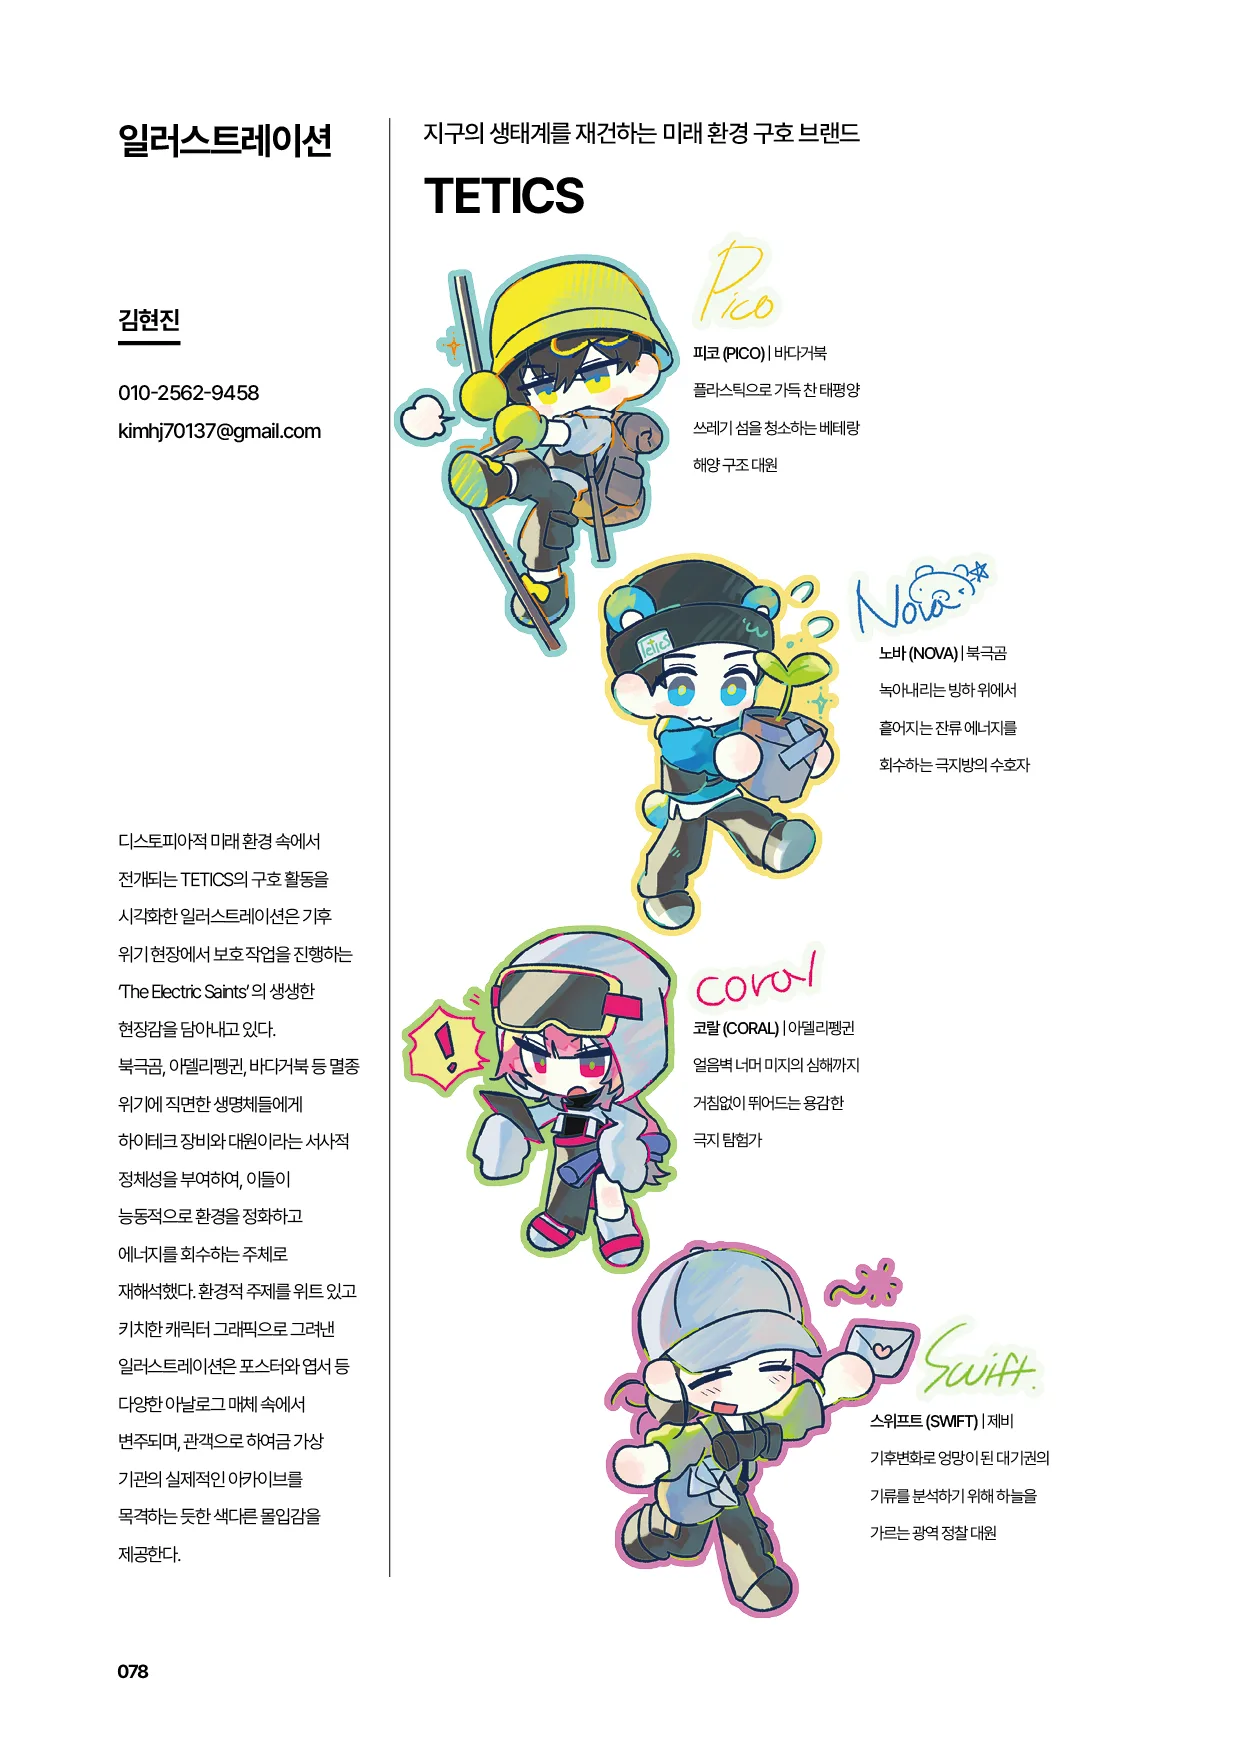 일러스트레이션
김현진
010-2562-9458
kimhj70137@gmail.com
디스토피아적 미래 환경 속에서
전개되는 TETICS의 구호 활동을
시각화한 일러스트레이션은 기후
위기 현장에서 보호 작업을 진행하는
‘The Electric Saints’ 의 생생한
현장감을 담아내고 있다.
북극곰, 아델리펭귄, 바다거북 등 멸종
위기에 직면한 생명체들에게
하이테크 장비와 대원이라는 서사적
정체성을 부여하여, 이들이
능동적으로 환경을 정화하고
에너지를 회수하는 주체로
재해석했다. 환경적 주제를 위트 있고
키치한 캐릭터 그래픽으로 그려낸
일러스트레이션은 포스터와 엽서 등
다양한 아날로그 매체 속에서
변주되며, 관객으로 하여금 가상
기관의 실제적인 아카이브를
목격하는 듯한 색다른 몰입감을
제공한다.
078
지구의 생태계를 재건하는 미래 환경 구호 브랜드
TETICS
Pico
피코 (PICO) | 바다거북
플라스틱으로 가득 찬 태평양
쓰레기 섬을 청소하는 베테랑
해양 구조 대원
Nova
Tetics
노바 (NOVA) | 북극곰
녹아내리는 빙하 위에서
흩어지는 잔류 에너지를
회수하는 극지방의 수호자
coral
!
코랄 (CORAL) | 아델리펭귄
얼음벽 너머 미지의 심해까지
거침없이 뛰어드는 용감한
극지 탐험가
Swift.
스위프트 (SWIFT) | 제비
기후변화로 엉망이 된 대기권의
기류를 분석하기 위해 하늘을
가르는 광역 정찰 대원